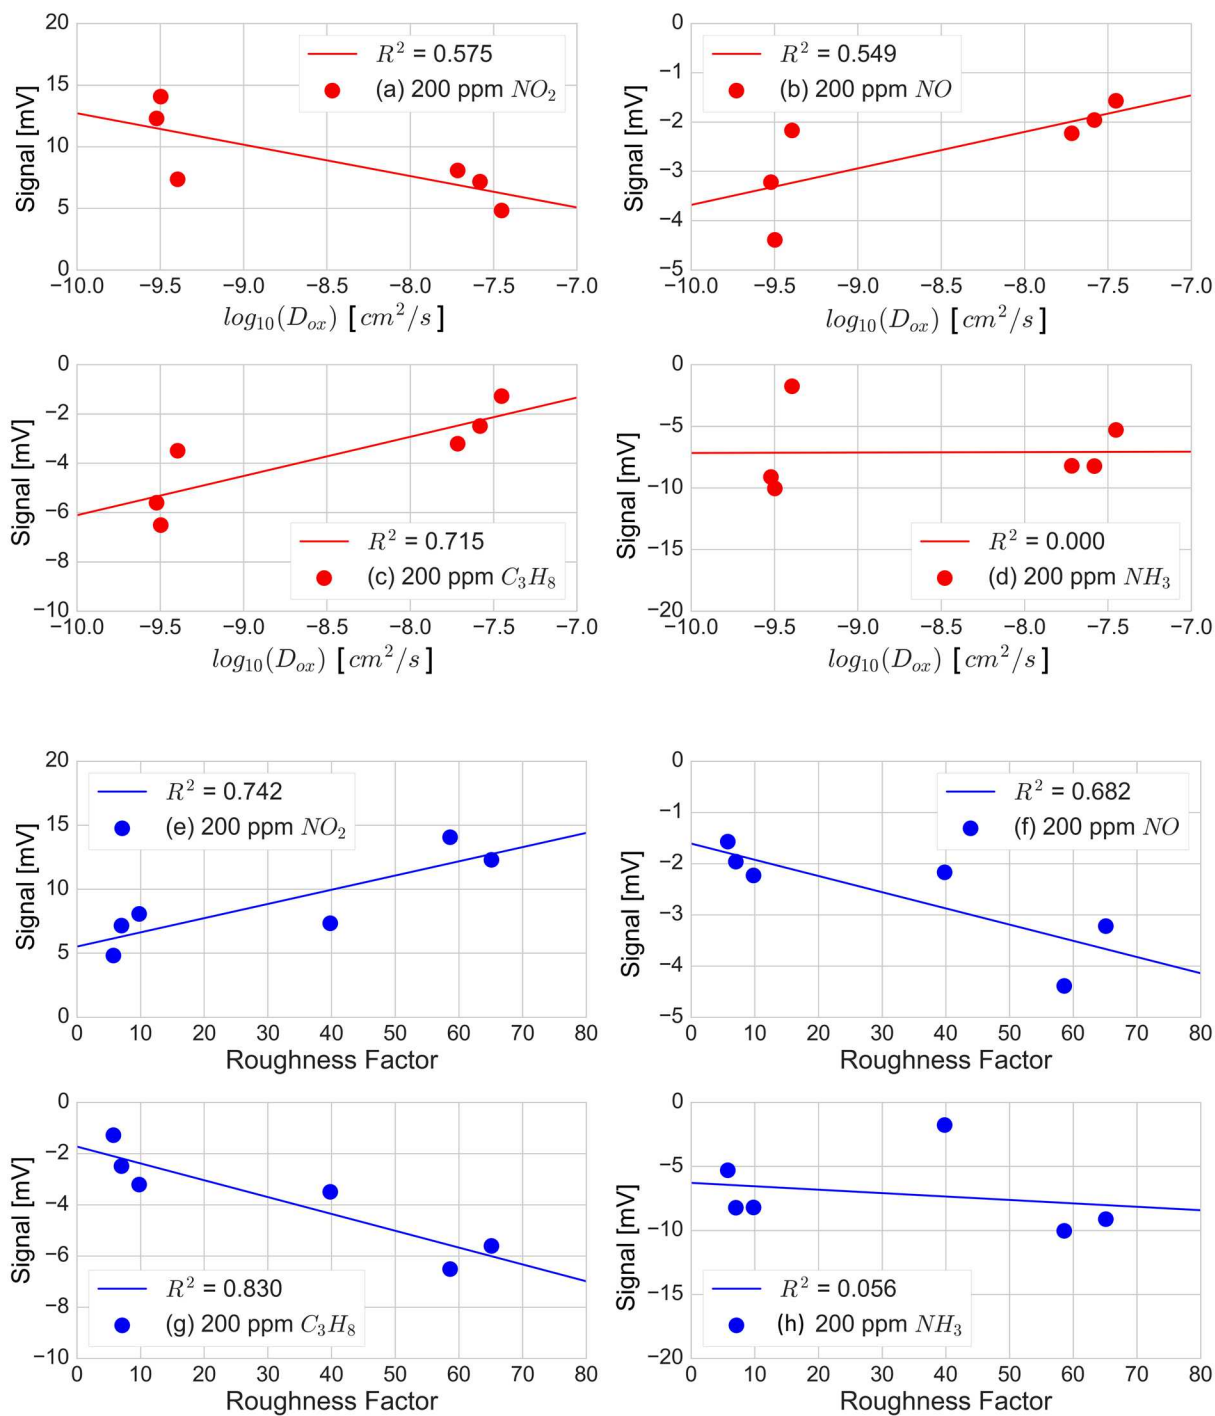 20
15
10
5
0
Signal [mV]
R² = 0.575
(a) 200 ppm NO₂
−10.0 −9.5 −9.0 −8.5 −8.0 −7.5 −7.0
log₁₀(Dₒₓ) [cm²/s]
0
−1
−2
−3
−4
−5
Signal [mV]
R² = 0.549
(b) 200 ppm NO
−10.0 −9.5 −9.0 −8.5 −8.0 −7.5 −7.0
log₁₀(Dₒₓ) [cm²/s]
0
−2
−4
−6
−8
−10
Signal [mV]
R² = 0.715
(c) 200 ppm C₃H₈
−10.0 −9.5 −9.0 −8.5 −8.0 −7.5 −7.0
log₁₀(Dₒₓ) [cm²/s]
0
−5
−10
−15
−20
Signal [mV]
R² = 0.000
(d) 200 ppm NH₃
−10.0 −9.5 −9.0 −8.5 −8.0 −7.5 −7.0
log₁₀(Dₒₓ) [cm²/s]
20
15
10
5
0
Signal [mV]
R² = 0.742
(e) 200 ppm NO₂
0 10 20 30 40 50 60 70 80
Roughness Factor
0
−1
−2
−3
−4
−5
Signal [mV]
R² = 0.682
(f) 200 ppm NO
0 10 20 30 40 50 60 70 80
Roughness Factor
0
−2
−4
−6
−8
−10
Signal [mV]
R² = 0.830
(g) 200 ppm C₃H₈
0 10 20 30 40 50 60 70 80
Roughness Factor
0
−5
−10
−15
−20
Signal [mV]
R² = 0.056
(h) 200 ppm NH₃
0 10 20 30 40 50 60 70 80
Roughness Factor